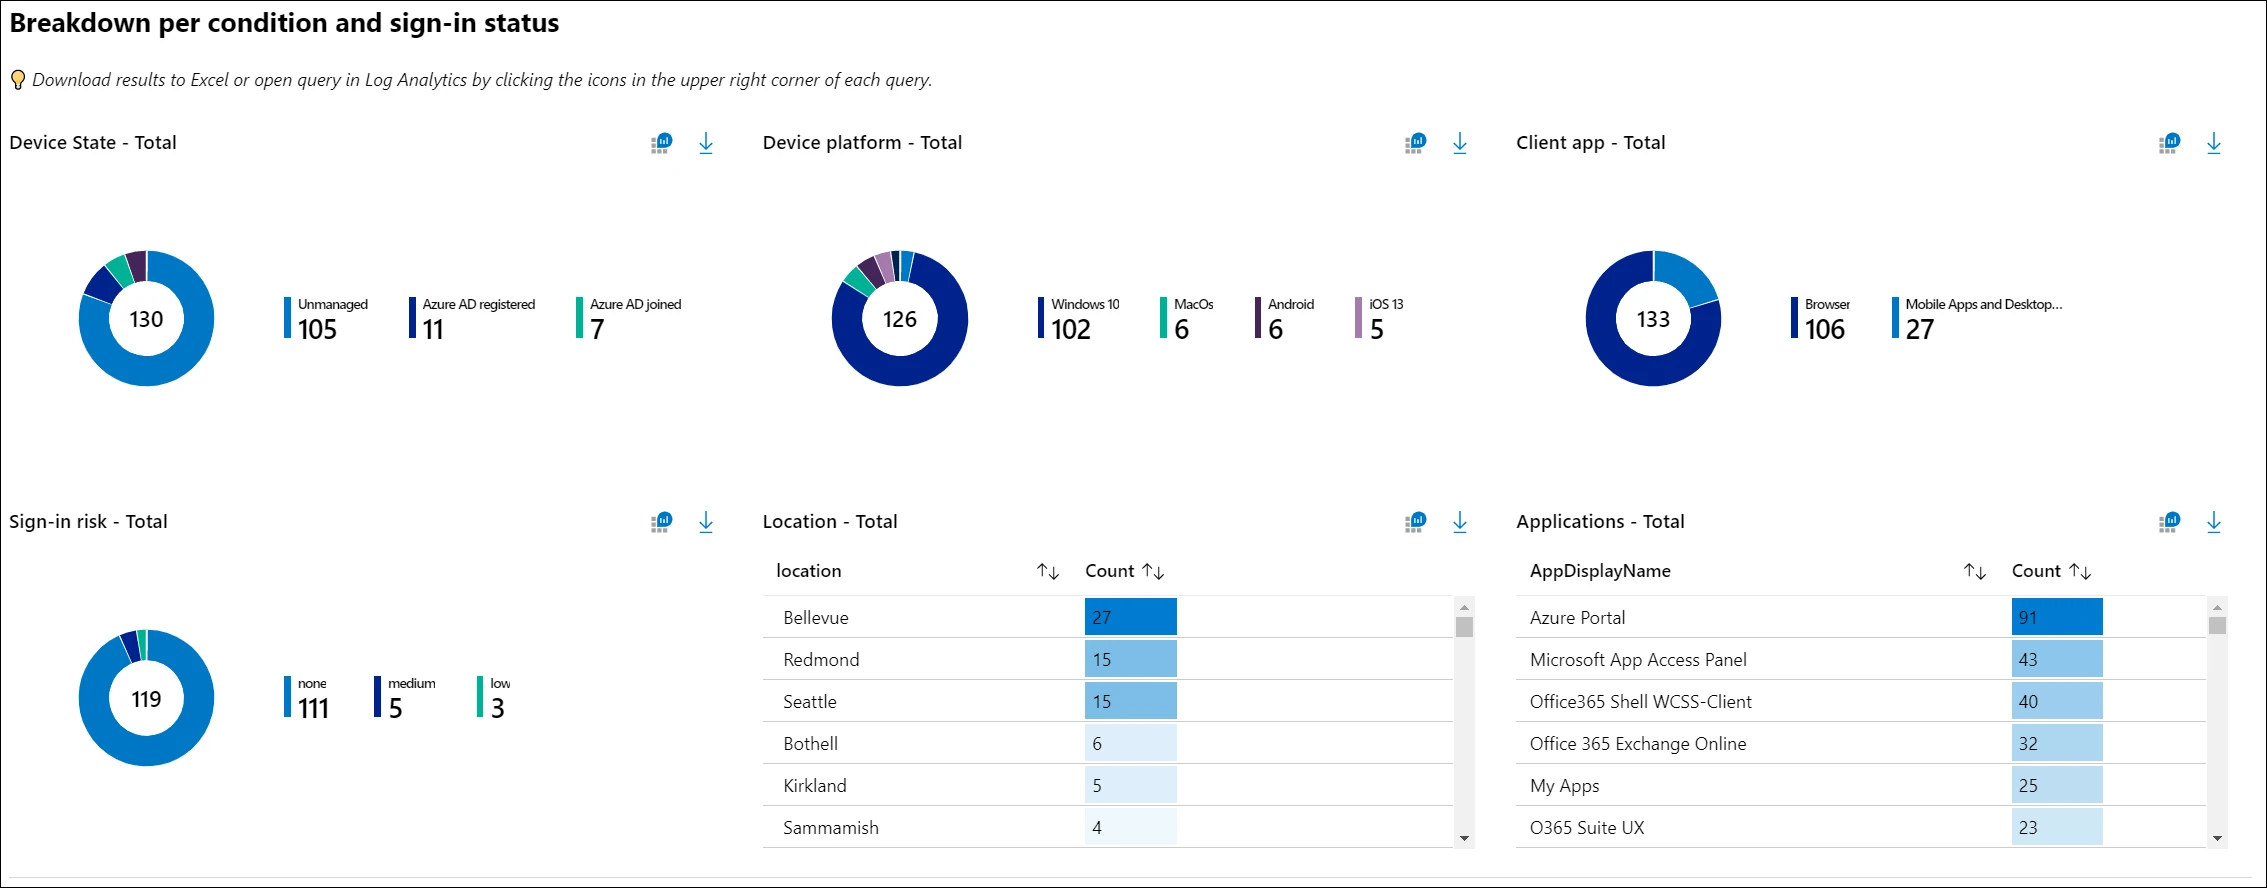 Breakdown per condition and sign-in status
Download results to Excel or open query in Log Analytics by clicking the icons in the upper right corner of each query.
Device State - Total
130
Unmanaged
105
Azure AD registered
11
Azure AD joined
7
Device platform - Total
126
Windows 10
102
MacOs
6
Android
6
iOS 13
5
Client app - Total
133
Browser
106
Mobile Apps and Desktop...
27
Sign-in risk - Total
119
none
111
medium
5
low
3
Location - Total
location Count
Bellevue 27
Redmond 15
Seattle 15
Bothell 6
Kirkland 5
Sammamish 4
Applications - Total
AppDisplayName Count
Azure Portal 91
Microsoft App Access Panel 43
Office365 Shell WCSS-Client 40
Office 365 Exchange Online 32
My Apps 25
O365 Suite UX 23